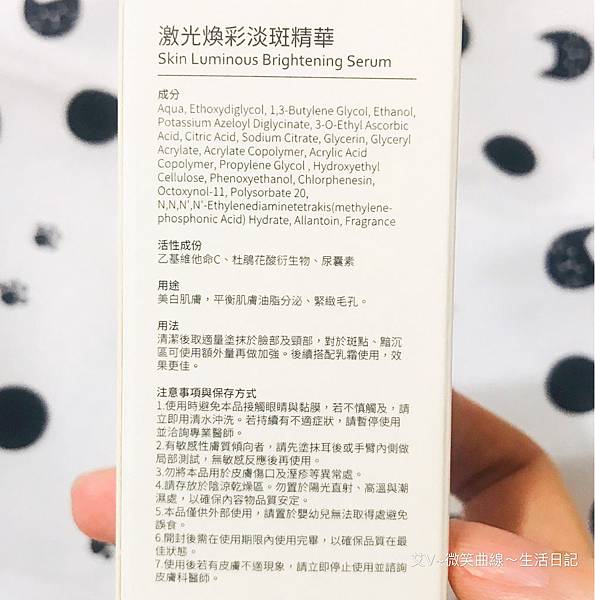 激光煥彩淡斑精華
Skin Luminous Brightening Serum
成分
Aqua, Ethoxydiglycol, 1,3-Butylene Glycol, Ethanol,
Potassium Azeloyl Diglycinate, 3-O-Ethyl Ascorbic
Acid, Citric Acid, Sodium Citrate, Glycerin, Glyceryl
Acrylate, Acrylate Copolymer, Acrylic Acid
Copolymer, Propylene Glycol , Hydroxyethyl
Cellulose, Phenoxyethanol, Chlorphenesin,
Octoxynol-11, Polysorbate 20,
N,N,N',N'-Ethylenediaminetetrakis(methylene-
phosphonic Acid) Hydrate, Allantoin, Fragrance
活性成份
乙基維他命C、杜鵑花酸衍生物、尿囊素
用途
美白肌膚，平衡肌膚油脂分泌、緊緻毛孔。
用法
清潔後取適量塗抹於臉部及頸部，對於斑點、黯沉
區可使用額外量再做加強。後續搭配乳霜使用，效
果更佳。
注意事項與保存方式
1.使用時避免本品接觸眼睛與黏膜，若不慎觸及，請
立即用清水沖洗。若持續有不適症狀，請暫停使用
並洽詢專業醫師。
2.有敏感性膚質傾向者，請先塗抹耳後或手臂內側做
局部測試，無敏感反應後再使用。
3.勿將本品用於皮膚傷口及溼疹等異常處。
4.請存放於陰涼乾燥區。勿置於陽光直射、高溫與潮
濕處，以確保內容物品質安定。
5.本品僅供外部使用，請置於嬰幼兒無法取得處避免
誤食。
6.開封後需在使用期限內使用完畢，以確保品質在最
佳狀態。
7.使用後若有皮膚不適現象，請立即停止使用並諮詢
皮膚科醫師。
艾V~微笑曲線～生活日記